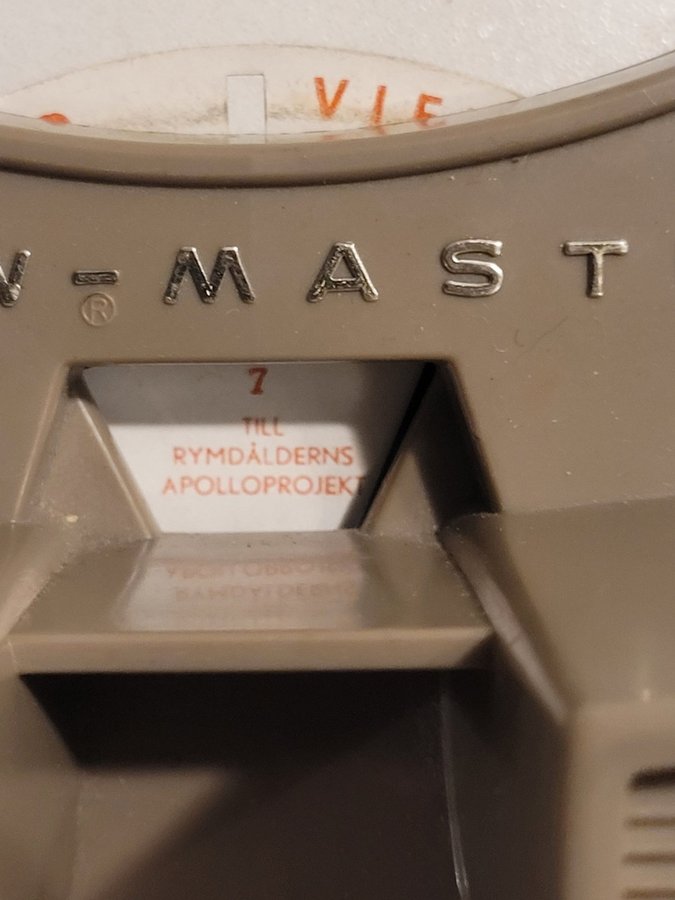 VIE
W-MAST
®
7
TILL
RYMDÅLDERNS
APOLLOPROJEKT